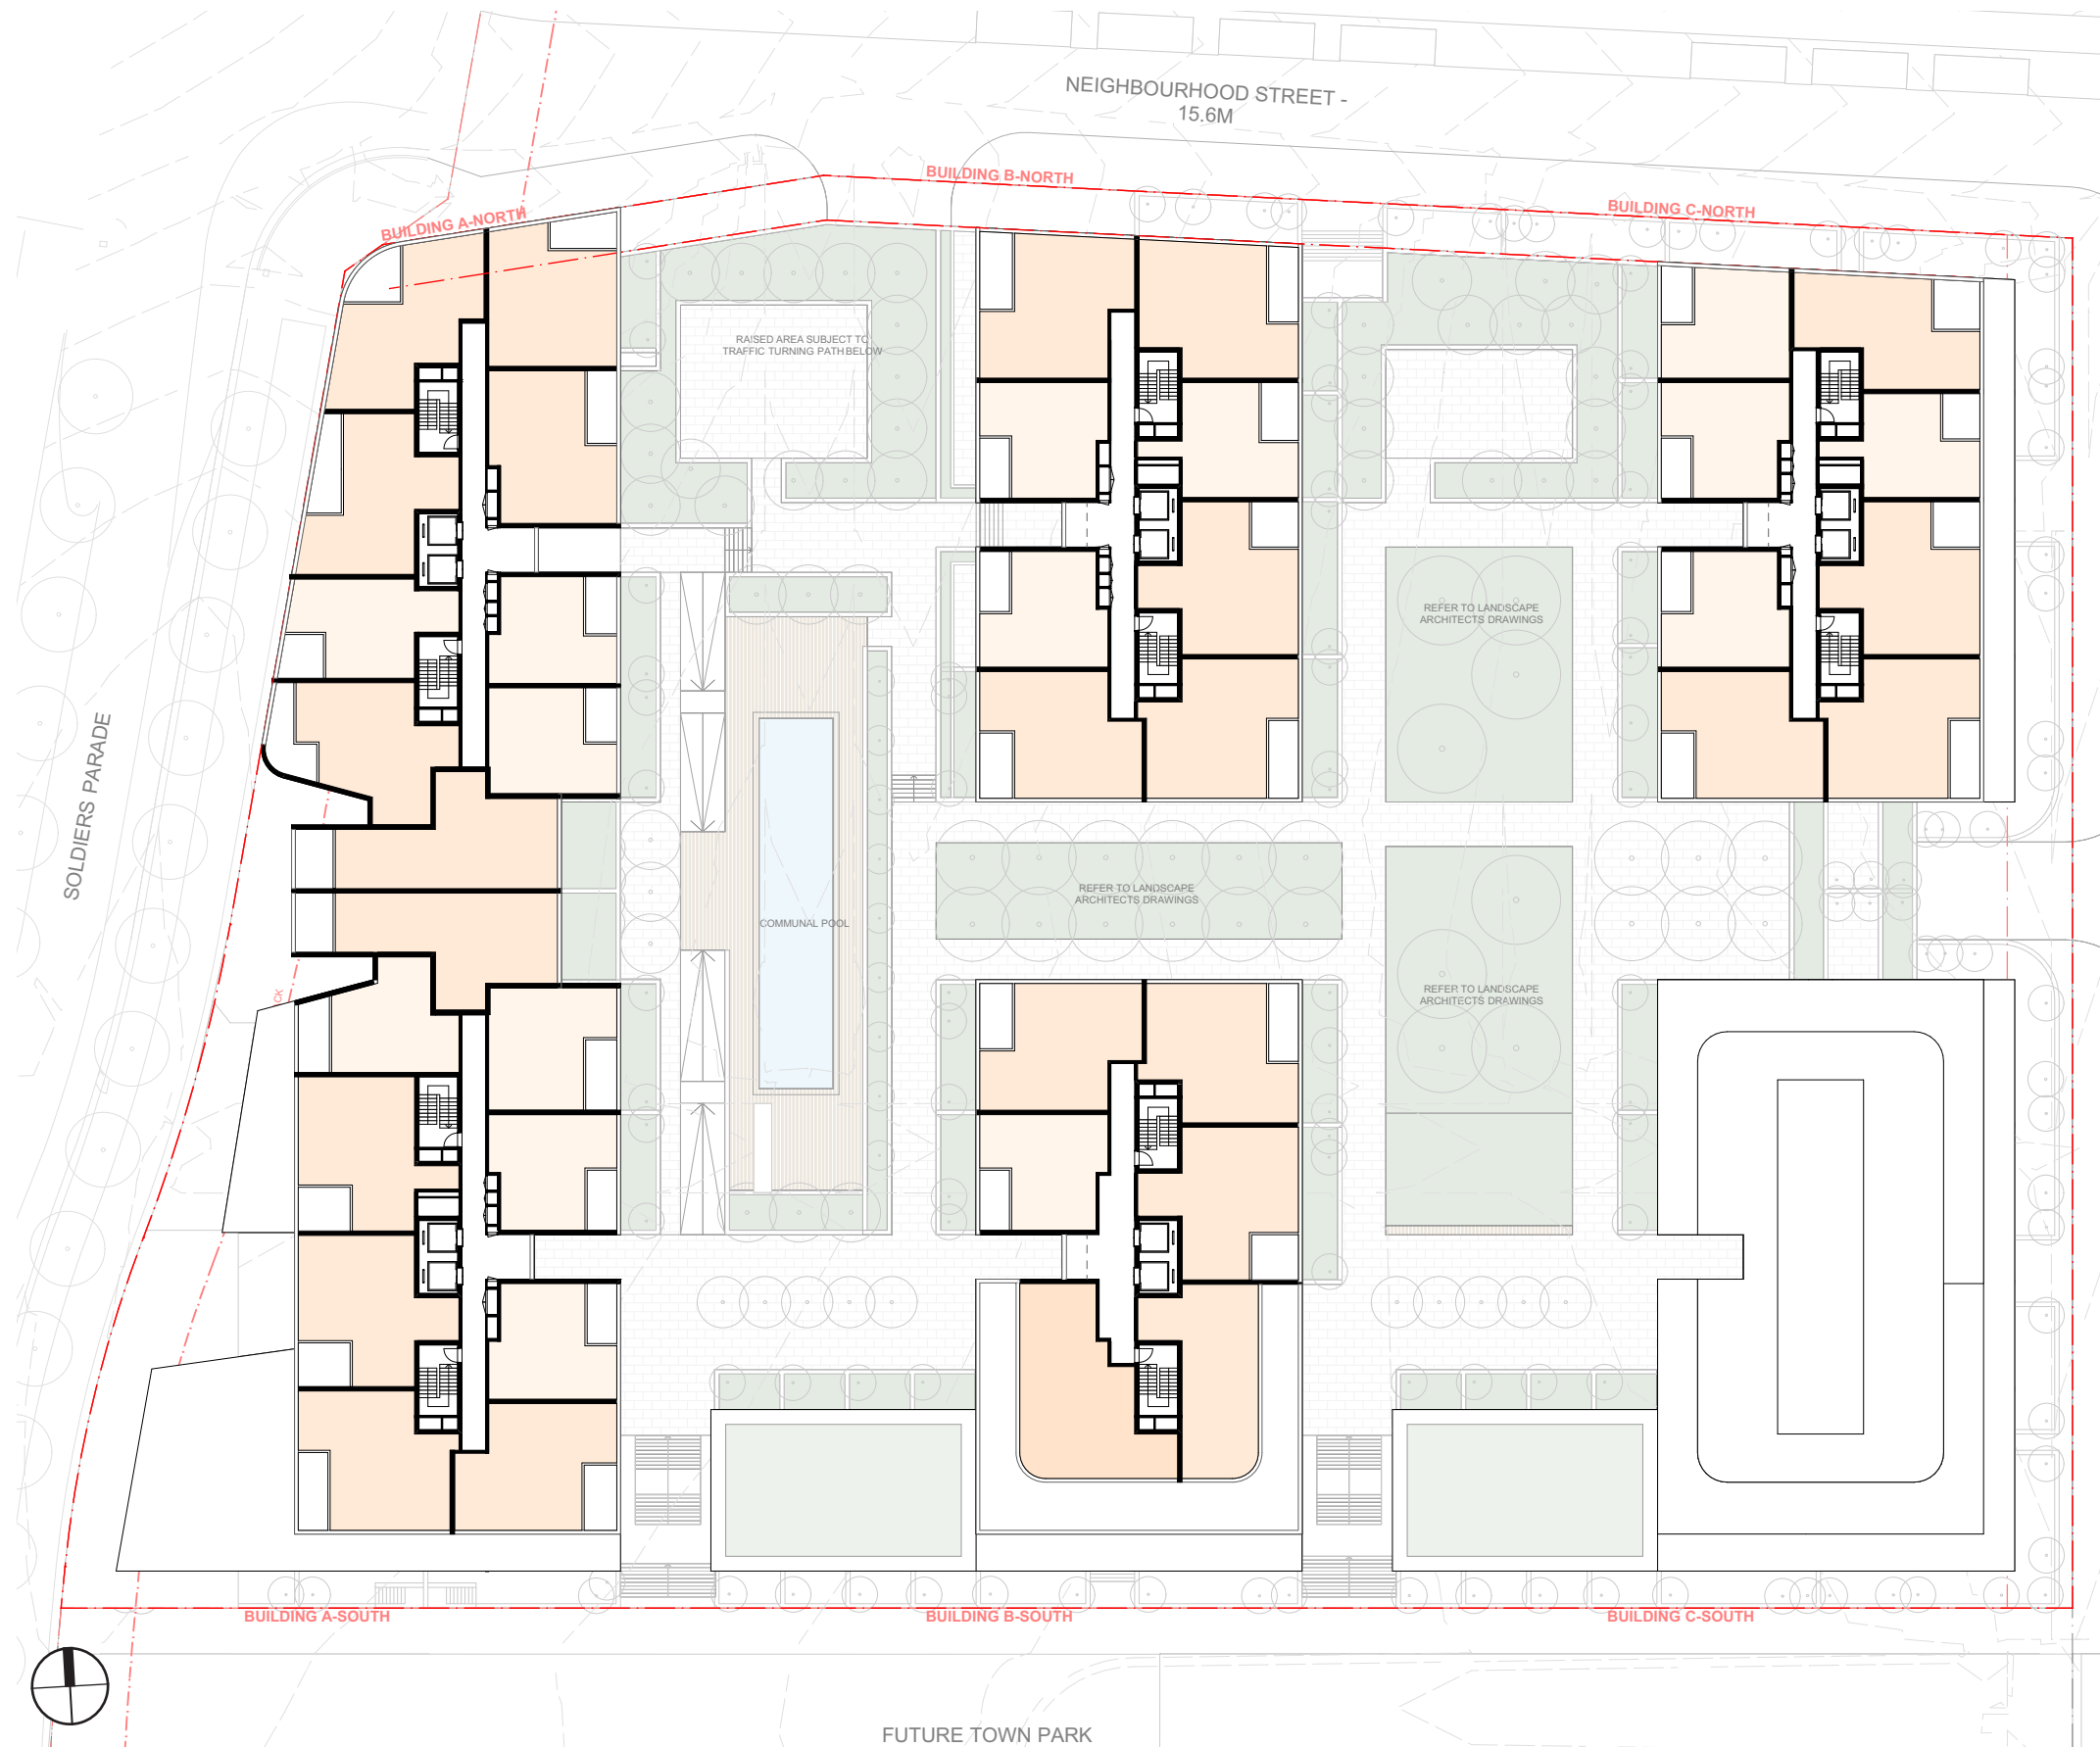 NEIGHBOURHOOD STREET -
15.6M
BUILDING B-NORTH
BUILDING A-NORTH
BUILDING C-NORTH
RAISED AREA SUBJECT TO
TRAFFIC TURNING PATH BELOW
REFER TO LANDSCAPE
ARCHITECTS DRAWINGS
SOLDIERS PARADE
REFER TO LANDSCAPE
ARCHITECTS DRAWINGS
COMMUNAL POOL
REFER TO LANDSCAPE
ARCHITECTS DRAWINGS
CK
BUILDING A-SOUTH
BUILDING B-SOUTH
BUILDING C-SOUTH
FUTURE TOWN PARK